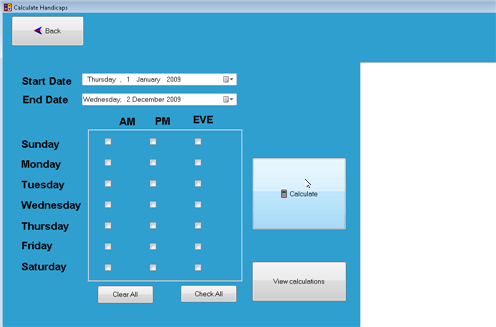 Calculate Handicaps
Back
Start Date Thursday , 1 January 2009
End Date Wednesday, 2 December 2009
AM PM EVE
Sunday
Monday
Tuesday
Wednesday
Thursday
Friday
Saturday
Calculate
Clear All Check All
View calculations